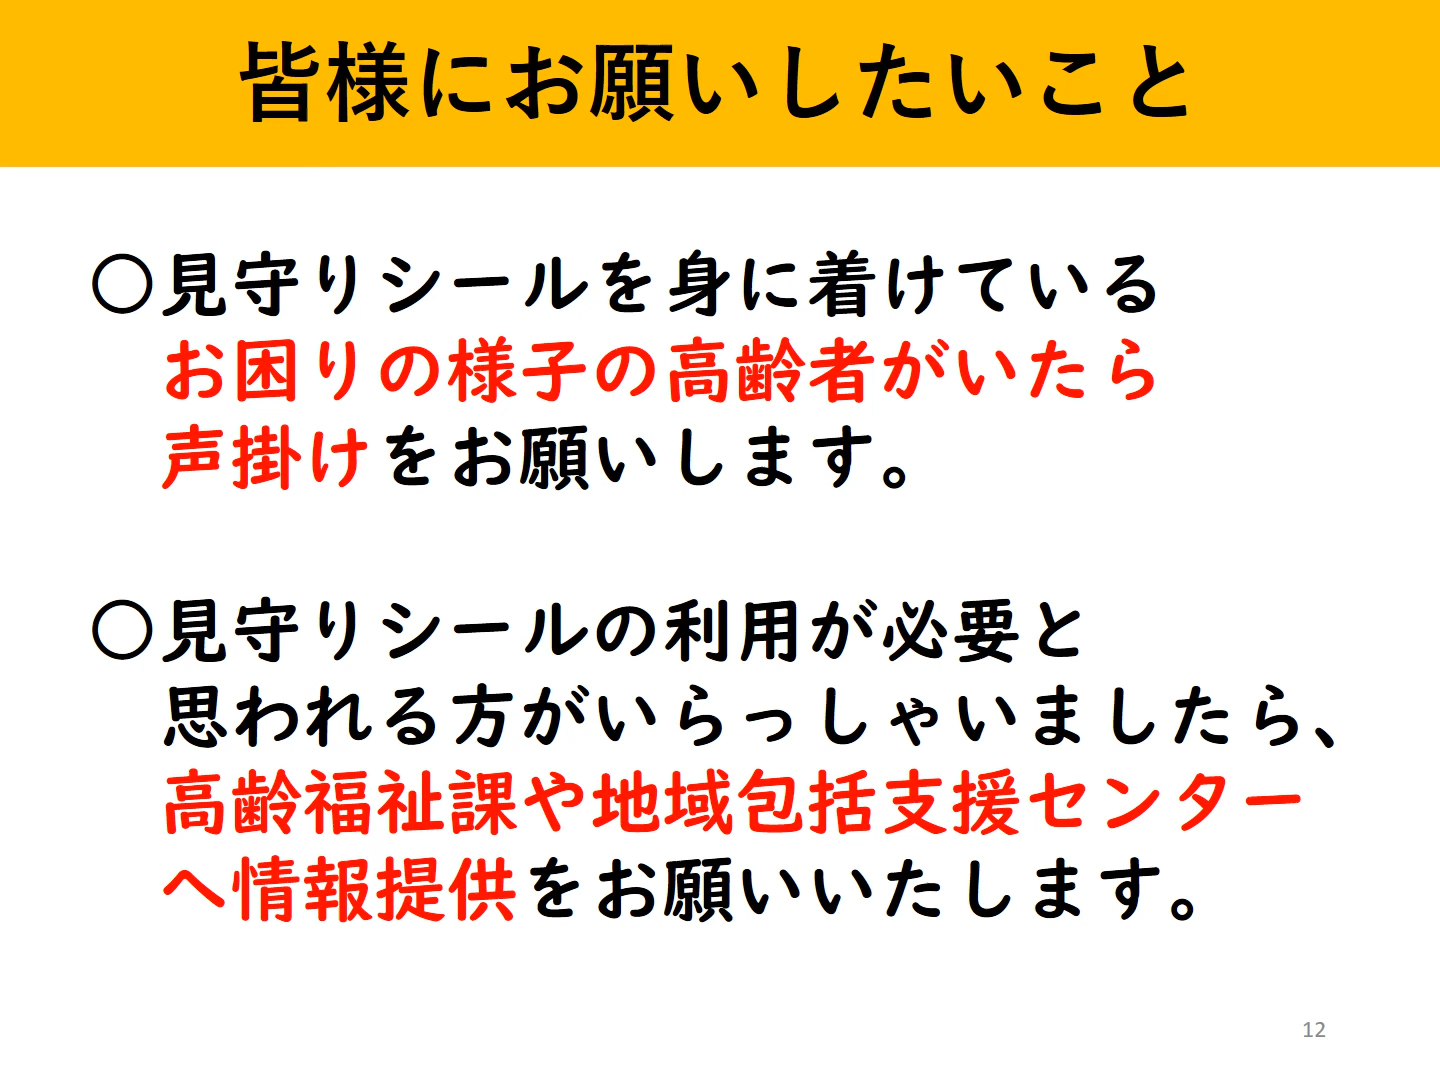 皆様にお願いしたいこと
○見守りシールを身に着けている
お困りの様子の高齢者がいたら
声掛けをお願いします。
○見守りシールの利用が必要と
思われる方がいらっしゃいましたら、
高齢福祉課や地域包括支援センター
へ情報提供をお願いいたします。
12